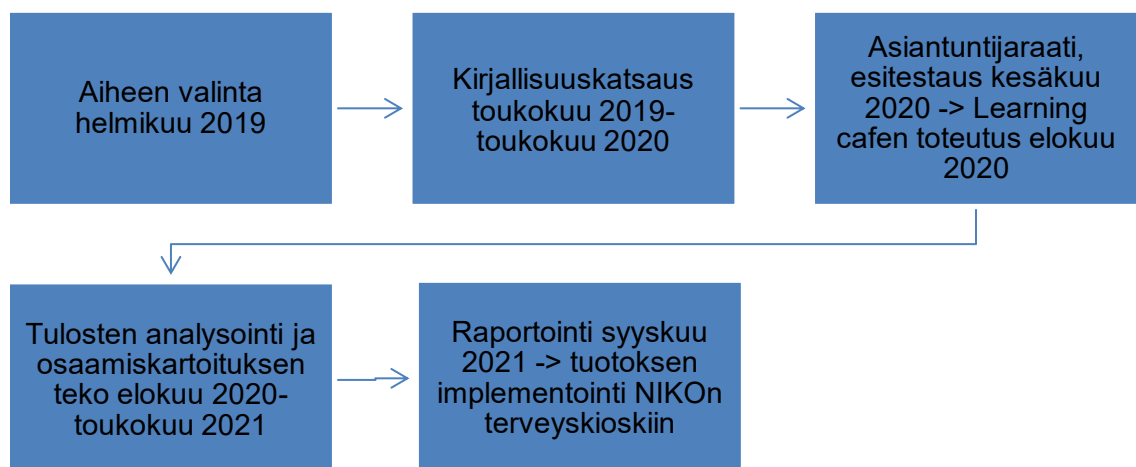 Aiheen valinta
helmikuu 2019
Kirjallisuuskatsaus
toukokuu 2019-
toukokuu 2020
Asiantuntijaraati,
esitestaus kesäkuu
2020 -> Learning
cafen toteutus elokuu
2020
Tulosten analysointi ja
osaamiskartoituksen
teko elokuu 2020-
toukokuu 2021
Raportointi syyskuu
2021 -> tuotoksen
implementointi NIKOn
terveyskioskiin